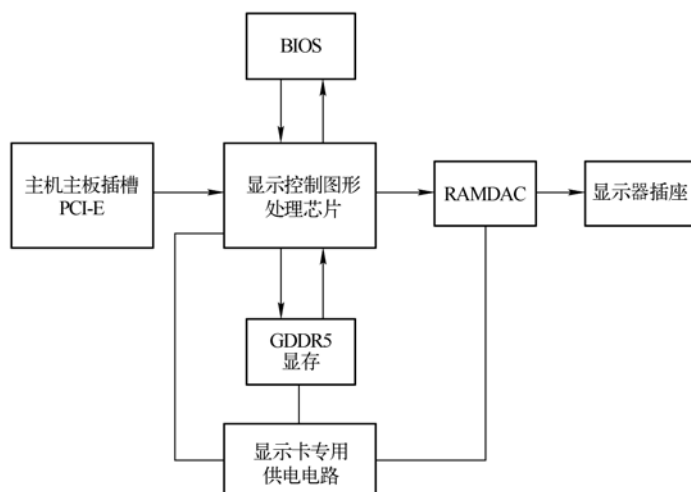 BIOS
主机主板插槽
PCI-E
显示控制图形
处理芯片
RAMDAC
显示器插座
GDDR5
显存
显示卡专用
供电电路